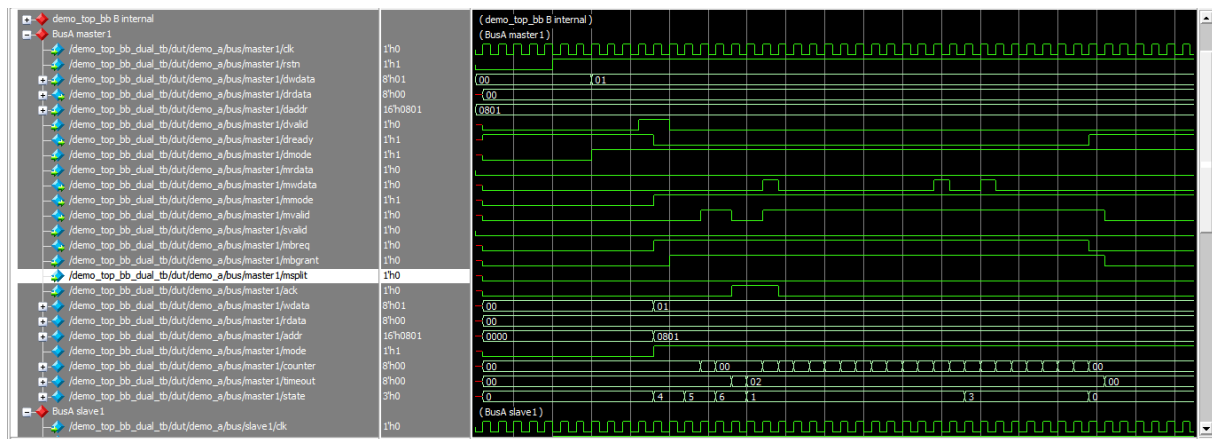 demo_top_bb B internal ( demo_top_bb B internal )
BusA master1 ( BusA master1 )
/demo_top_bb_dual_tb/dut/demo_a/bus/master1/clk 1'h0
/demo_top_bb_dual_tb/dut/demo_a/bus/master1/rstn 1'h1
/demo_top_bb_dual_tb/dut/demo_a/bus/master1/dwdata 8'h01 00 01
/demo_top_bb_dual_tb/dut/demo_a/bus/master1/drdata 8'h00 00
/demo_top_bb_dual_tb/dut/demo_a/bus/master1/daddr 16'h0801 0801
/demo_top_bb_dual_tb/dut/demo_a/bus/master1/dvalid 1'h0
/demo_top_bb_dual_tb/dut/demo_a/bus/master1/dready 1'h1
/demo_top_bb_dual_tb/dut/demo_a/bus/master1/dmode 1'h1
/demo_top_bb_dual_tb/dut/demo_a/bus/master1/mrdata 1'h0
/demo_top_bb_dual_tb/dut/demo_a/bus/master1/mwdata 1'h0
/demo_top_bb_dual_tb/dut/demo_a/bus/master1/mmode 1'h1
/demo_top_bb_dual_tb/dut/demo_a/bus/master1/mvalid 1'h0
/demo_top_bb_dual_tb/dut/demo_a/bus/master1/svalid 1'h0
/demo_top_bb_dual_tb/dut/demo_a/bus/master1/mbreq 1'h0
/demo_top_bb_dual_tb/dut/demo_a/bus/master1/mbgrant 1'h0
/demo_top_bb_dual_tb/dut/demo_a/bus/master1/msplit 1'h0
/demo_top_bb_dual_tb/dut/demo_a/bus/master1/ack 1'h0
/demo_top_bb_dual_tb/dut/demo_a/bus/master1/wdata 8'h01 00 01
/demo_top_bb_dual_tb/dut/demo_a/bus/master1/rdata 8'h00 00
/demo_top_bb_dual_tb/dut/demo_a/bus/master1/addr 16'h0801 0000 0801
/demo_top_bb_dual_tb/dut/demo_a/bus/master1/mode 1'h1
/demo_top_bb_dual_tb/dut/demo_a/bus/master1/counter 8'h00 00 00 00
/demo_top_bb_dual_tb/dut/demo_a/bus/master1/timeout 8'h00 00 02 00
/demo_top_bb_dual_tb/dut/demo_a/bus/master1/state 3'h0 0 4 5 6 1 3 0
BusA slave1 ( BusA slave1 )
/demo_top_bb_dual_tb/dut/demo_a/bus/slave1/clk 1'h0